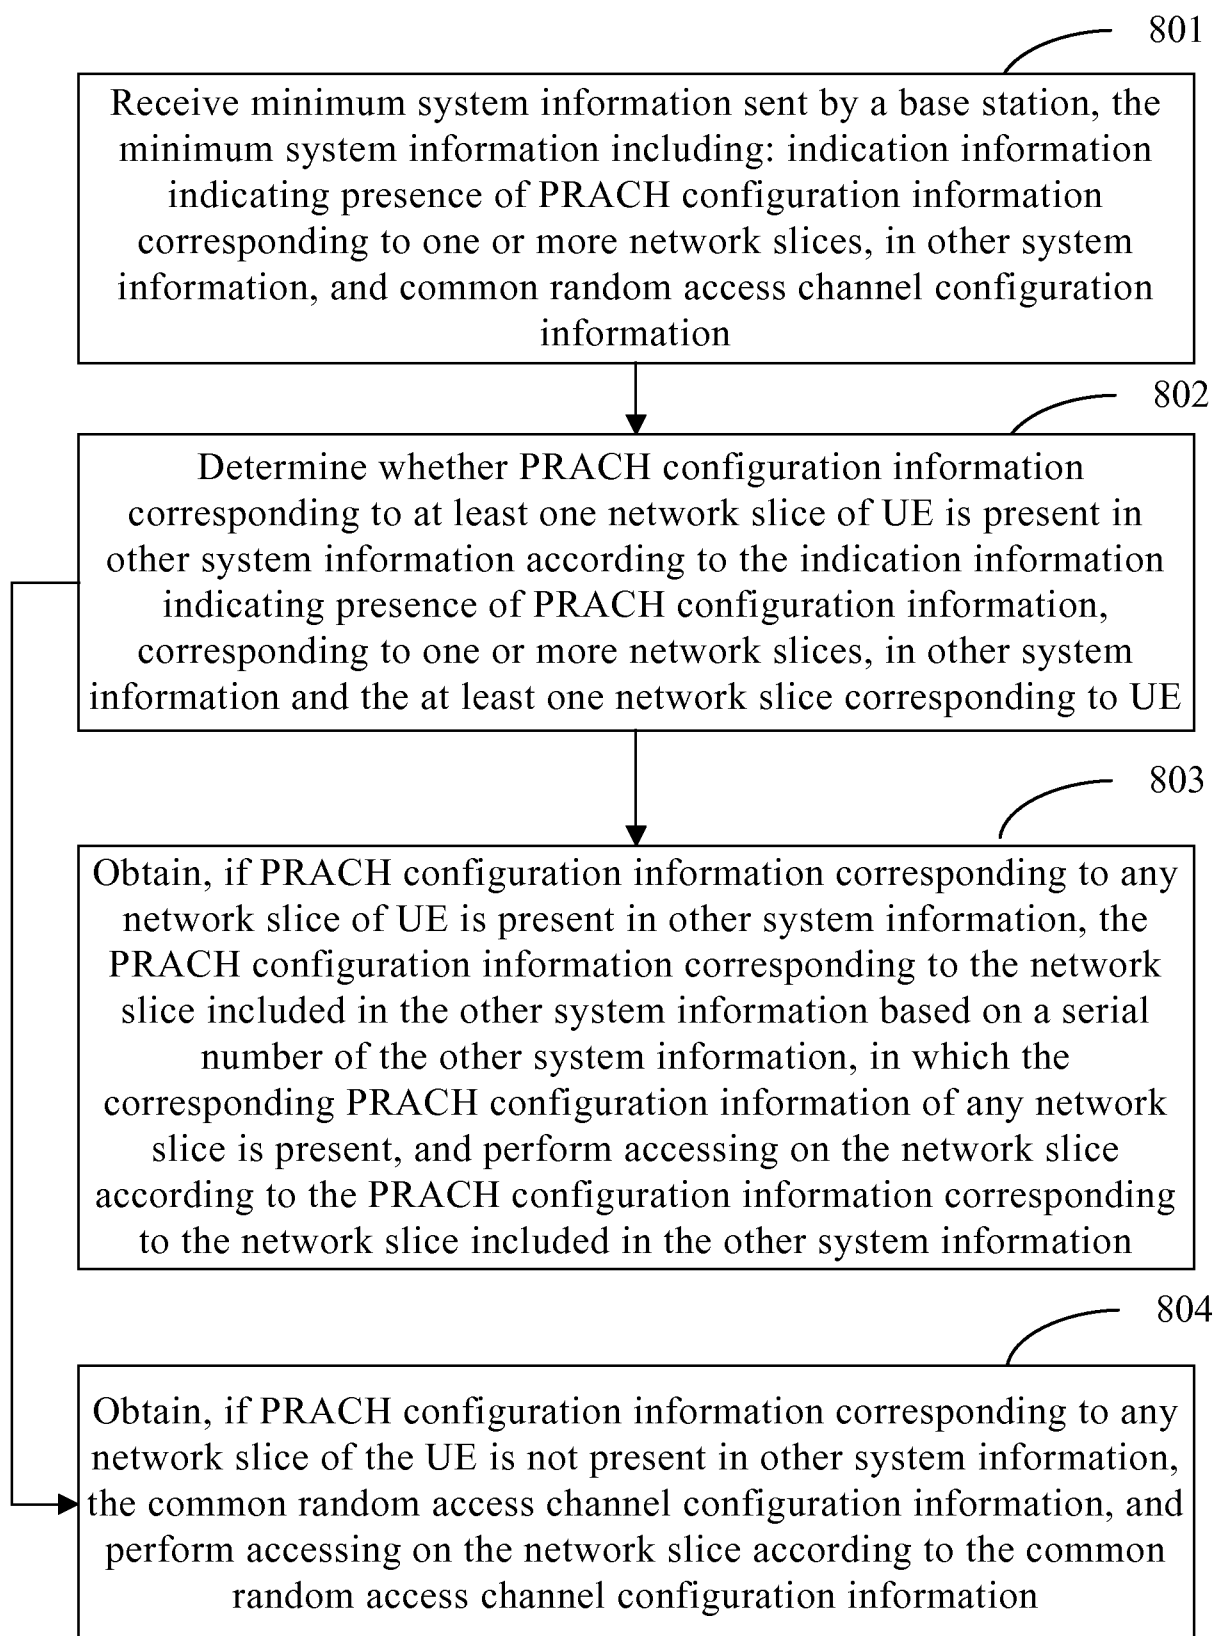 801
Receive minimum system information sent by a base station, the
minimum system information including: indication information
indicating presence of PRACH configuration information
corresponding to one or more network slices, in other system
information, and common random access channel configuration
information
802
Determine whether PRACH configuration information
corresponding to at least one network slice of UE is present in
other system information according to the indication information
indicating presence of PRACH configuration information,
corresponding to one or more network slices, in other system
information and the at least one network slice corresponding to UE
803
Obtain, if PRACH configuration information corresponding to any
network slice of UE is present in other system information, the
PRACH configuration information corresponding to the network
slice included in the other system information based on a serial
number of the other system information, in which the
corresponding PRACH configuration information of any network
slice is present, and perform accessing on the network slice
according to the PRACH configuration information corresponding
to the network slice included in the other system information
804
Obtain, if PRACH configuration information corresponding to any
network slice of the UE is not present in other system information,
the common random access channel configuration information, and
perform accessing on the network slice according to the common
random access channel configuration information